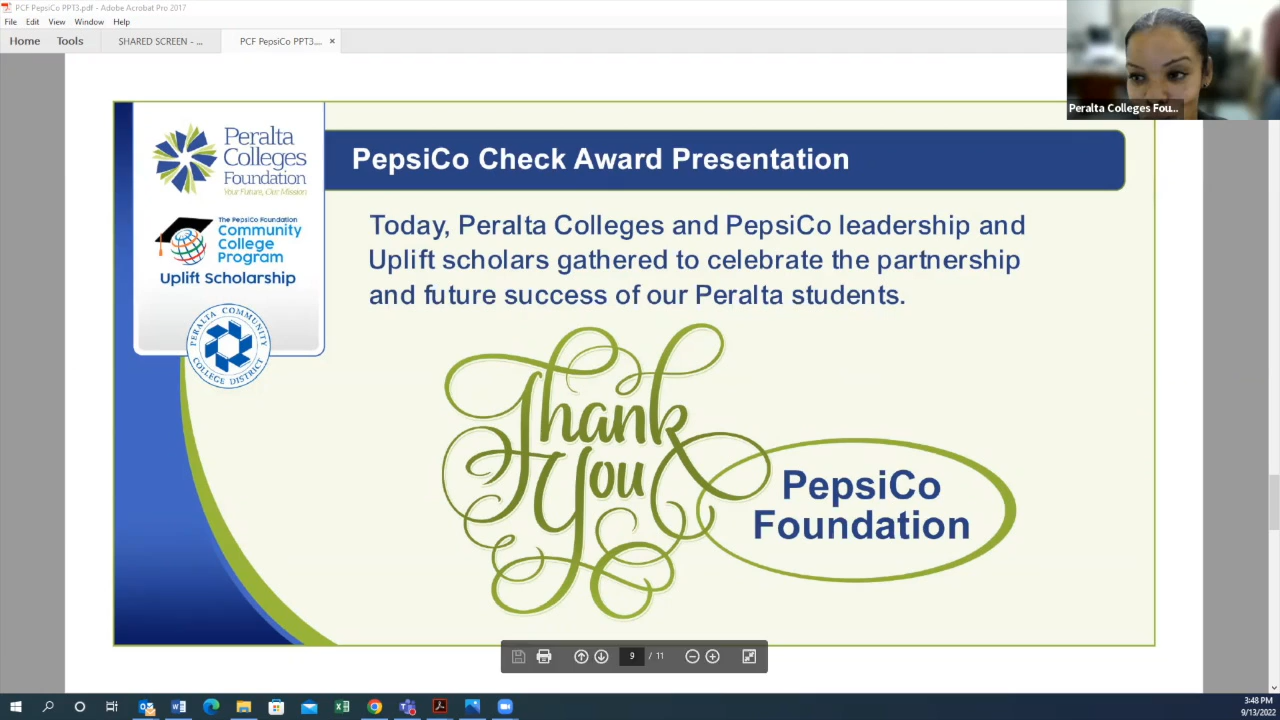 PCF PepsiCo PPT3.pdf - Adobe Acrobat Pro 2017
File Edit View Window Help
Home Tools SHARED SCREEN - ... PCF PepsiCo PPT3.... ×
Peralta Colleges Fou...
Peralta
Colleges
Foundation
Your Future, Our Mission
The PepsiCo Foundation
Community
College
Program
Uplift Scholarship
PERALTA COMMUNITY
COLLEGE DISTRICT
PepsiCo Check Award Presentation
Today, Peralta Colleges and PepsiCo leadership and
Uplift scholars gathered to celebrate the partnership
and future success of our Peralta students.
Thank
You
PepsiCo
Foundation
9 / 11
3:48 PM
9/13/2022